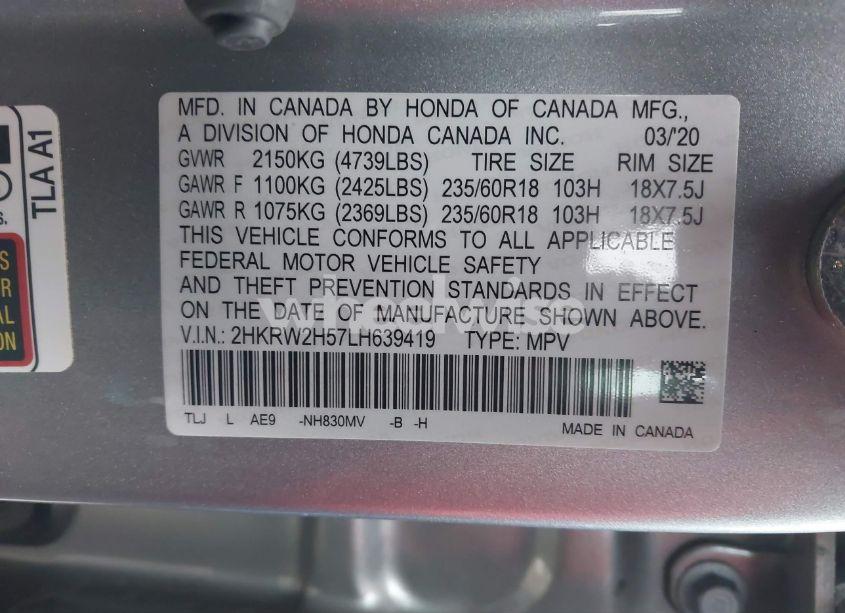 MFD. IN CANADA BY HONDA OF CANADA MFG.,
A DIVISION OF HONDA CANADA INC. 03/'20
GVWR 2150KG (4739LBS) TIRE SIZE RIM SIZE
GAWR F 1100KG (2425LBS) 235/60R18 103H 18X7.5J
GAWR R 1075KG (2369LBS) 235/60R18 103H 18X7.5J
THIS VEHICLE CONFORMS TO ALL APPLICABLE
FEDERAL MOTOR VEHICLE SAFETY
AND THEFT PREVENTION STANDARDS IN EFFECT
ON THE DATE OF MANUFACTURE SHOWN ABOVE.
V.I.N.: 2HKRW2H57LH639419 TYPE: MPV
TLJ L AE9 -NH830MV -B -H
MADE IN CANADA
TLA A1
wheelwise